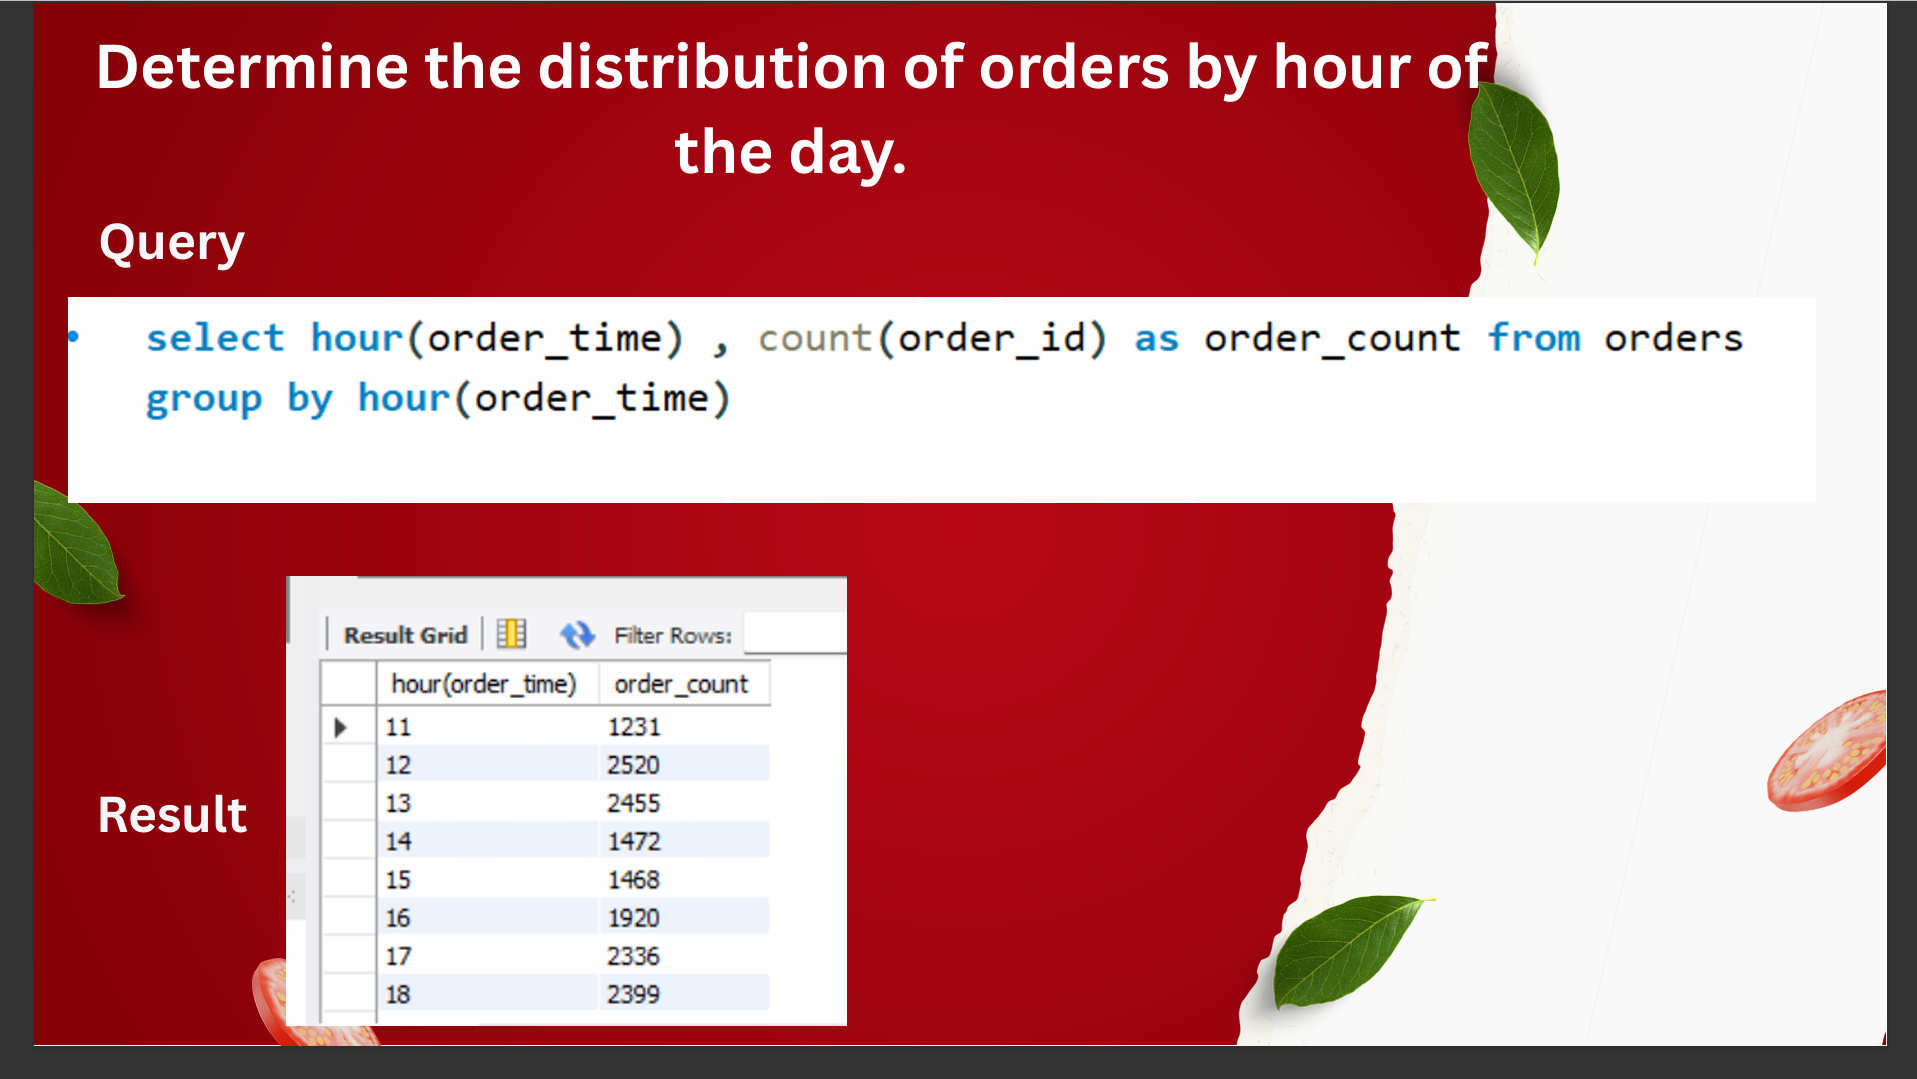 Determine the distribution of orders by hour of
the day.
Query
select hour(order_time) , count(order_id) as order_count from orders
group by hour(order_time)
Result Grid Filter Rows:
hour(order_time) order_count
11 1231
12 2520
13 2455
14 1472
15 1468
16 1920
17 2336
18 2399
Result